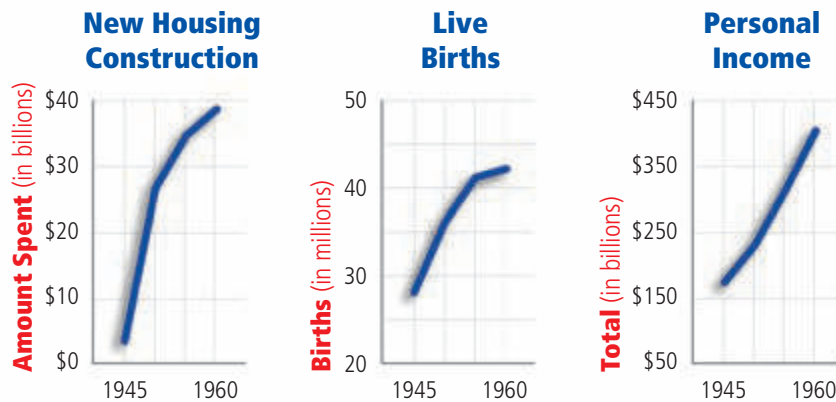 New Housing
Construction
Amount Spent (in billions)
$40
$30
$20
$10
$0
1945 1960
Live
Births
Births (in millions)
50
40
30
20
1945 1960
Personal
Income
Total (in billions)
$450
$350
$250
$150
$50
1945 1960